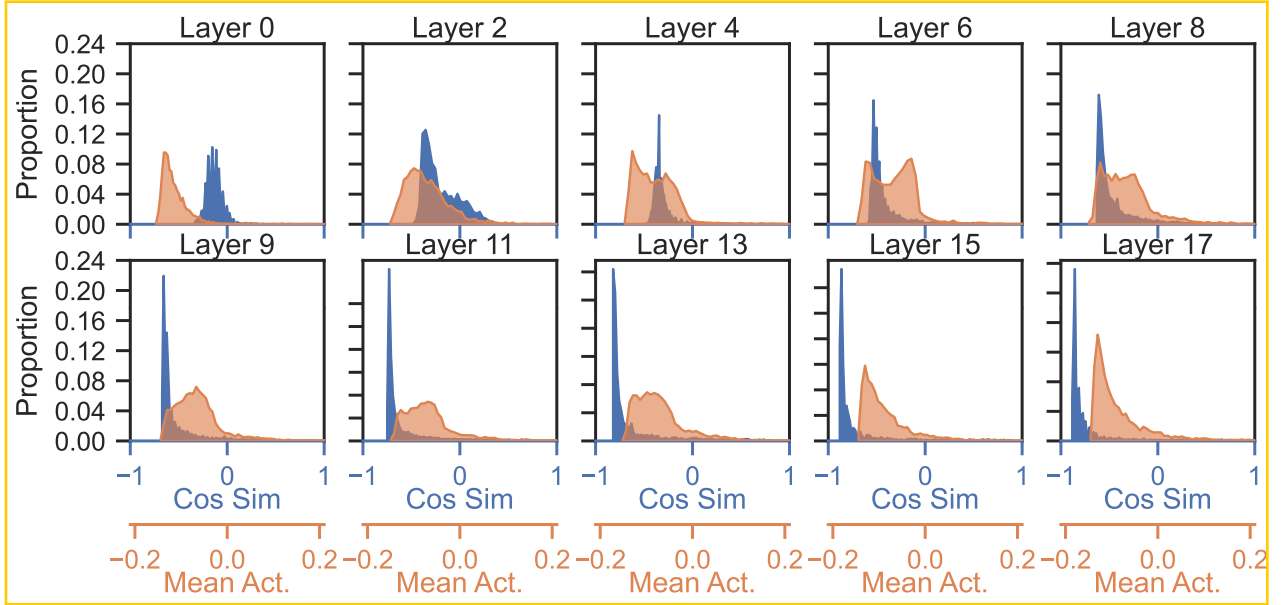 Layer 0 Layer 2 Layer 4 Layer 6 Layer 8
0.24
0.20
0.16
0.12
0.08
0.04
0.00
Proportion
Layer 9 Layer 11 Layer 13 Layer 15 Layer 17
0.24
0.20
0.16
0.12
0.08
0.04
0.00
Proportion
−1 0 1 −1 0 1 −1 0 1 −1 0 1 −1 0 1
Cos Sim Cos Sim Cos Sim Cos Sim Cos Sim
−0.2 0.0 0.2 −0.2 0.0 0.2 −0.2 0.0 0.2 −0.2 0.0 0.2 −0.2 0.0 0.2
Mean Act. Mean Act. Mean Act. Mean Act. Mean Act.